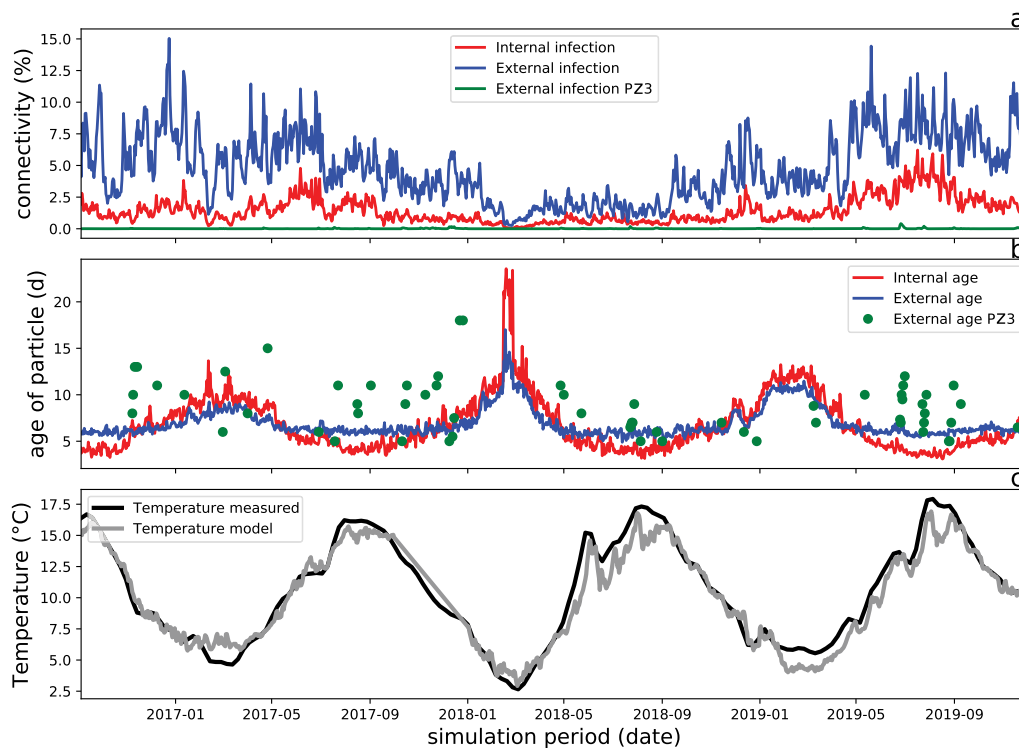 a
connectivity (%)
15.0
12.5
10.0
7.5
5.0
2.5
0.0
Internal infection
External infection
External infection PZ3
b
age of particle (d)
20
15
10
5
Internal age
External age
External age PZ3
c
Temperature (°C)
17.5
15.0
12.5
10.0
7.5
5.0
2.5
Temperature measured
Temperature model
2017-01 2017-05 2017-09 2018-01 2018-05 2018-09 2019-01 2019-05 2019-09
simulation period (date)